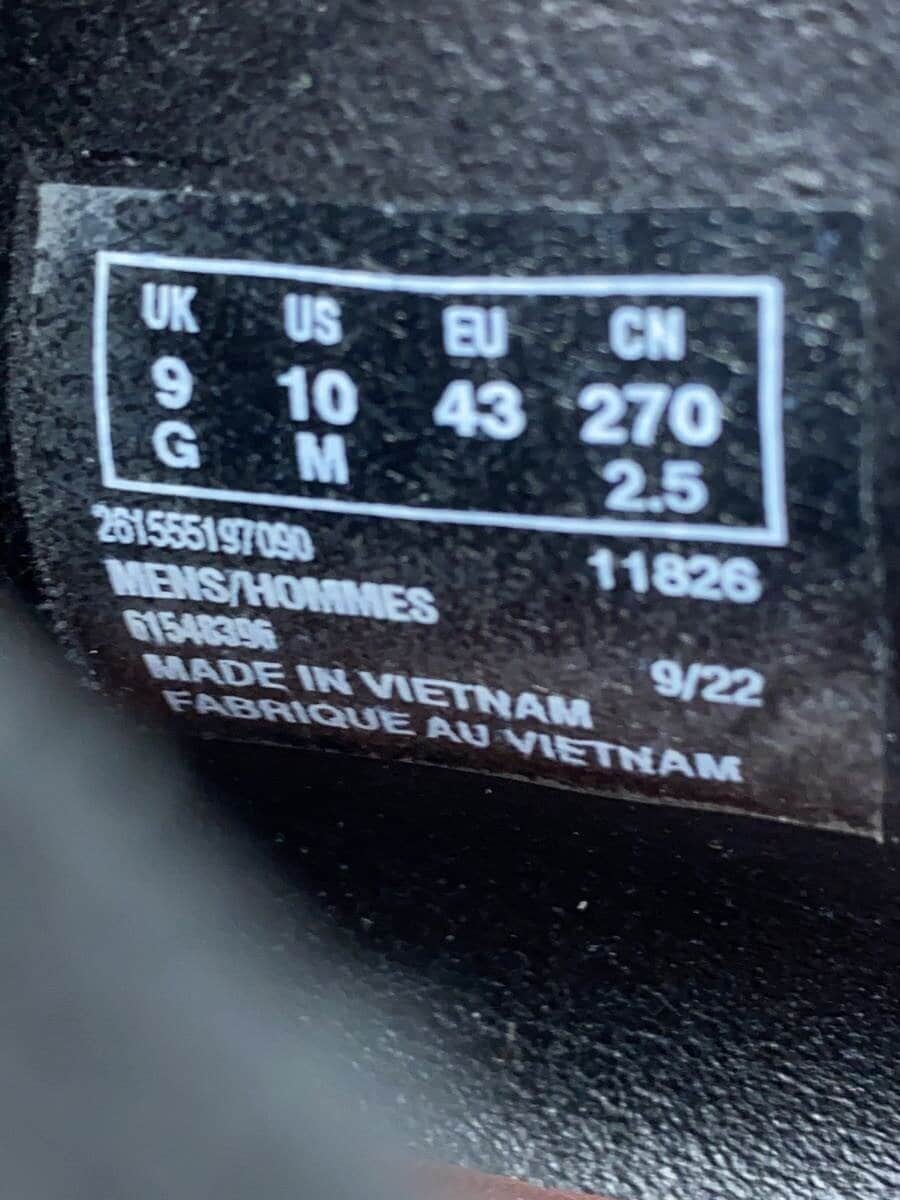 UK US EU CN
9 10 43 270
G M 2.5
261555197090 11826
MENS/HOMMES
61548396 9/22
MADE IN VIETNAM
FABRIQUE AU VIETNAM